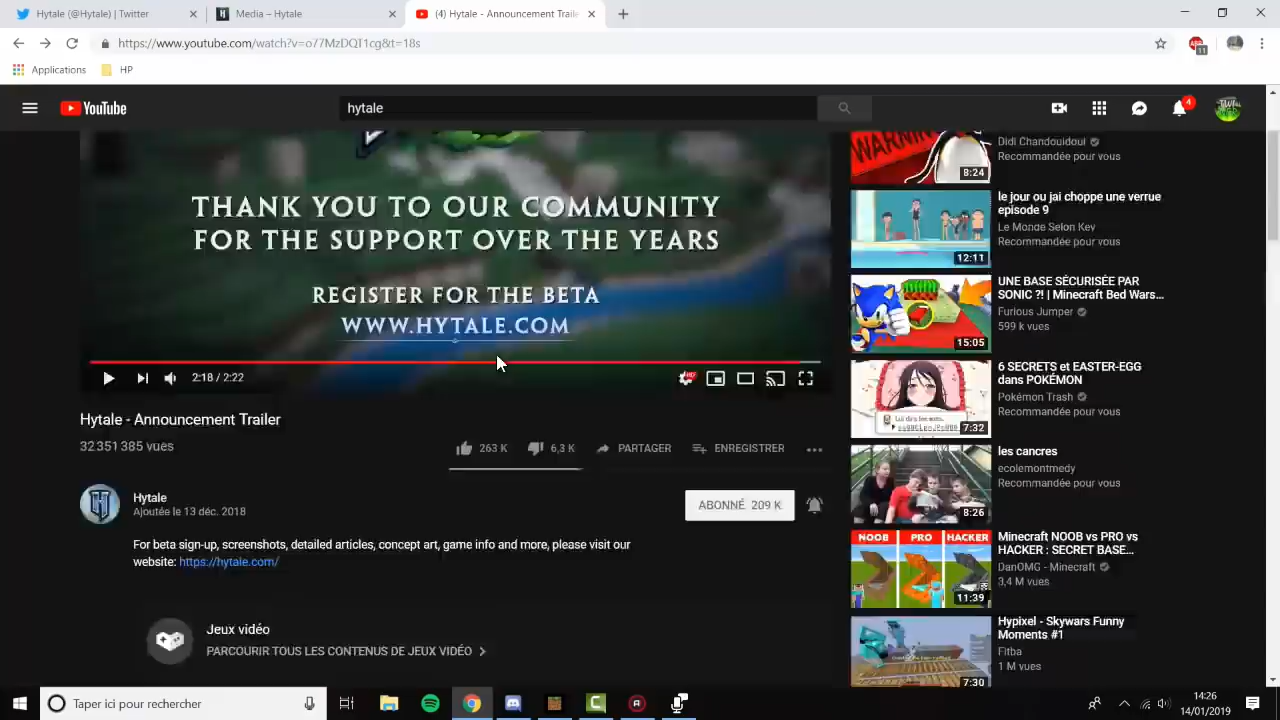 Hytale (@Hytale) | Twitter
Media – Hytale
(4) Hytale - Announcement Traile
https://www.youtube.com/watch?v=o77MzDQT1cg&t=18s
11
Applications
HP
YouTube
hytale
4
THANK YOU TO OUR COMMUNITY
FOR THE SUPPORT OVER THE YEARS
REGISTER FOR THE BETA
WWW.HYTALE.COM
2:18 / 2:22
HD
Hytale - Announcement Trailer
32 351 385 vues
263 K
6,3 K
PARTAGER
ENREGISTRER
Hytale
Ajoutée le 13 déc. 2018
ABONNÉ 209 K
For beta sign up, screenshots, detailed articles, concept art, game info and more, please visit our
website: https://hytale.com/
Jeux vidéo
PARCOURIR TOUS LES CONTENUS DE JEUX VIDÉO
8:24
Didi Chandouidoui
Recommandée pour vous
12:11
le jour ou jai choppe une verrue
episode 9
Le Monde Selon Kev
Recommandée pour vous
15:05
UNE BASE SÉCURISÉE PAR
SONIC ?! | Minecraft Bed Wars...
Furious Jumper
599 k vues
7:32
6 SECRETS et EASTER-EGG
dans POKÉMON
Pokémon Trash
Recommandée pour vous
8:26
les cancres
ecolemontmedy
Recommandée pour vous
NOOB PRO HACKER
11:39
Minecraft NOOB vs PRO vs
HACKER : SECRET BASE...
DanOMG - Minecraft
3,4 M vues
7:30
Hypixel - Skywars Funny
Moments #1
Fitba
1 M vues
Taper ici pour rechercher
14:26
14/01/2019